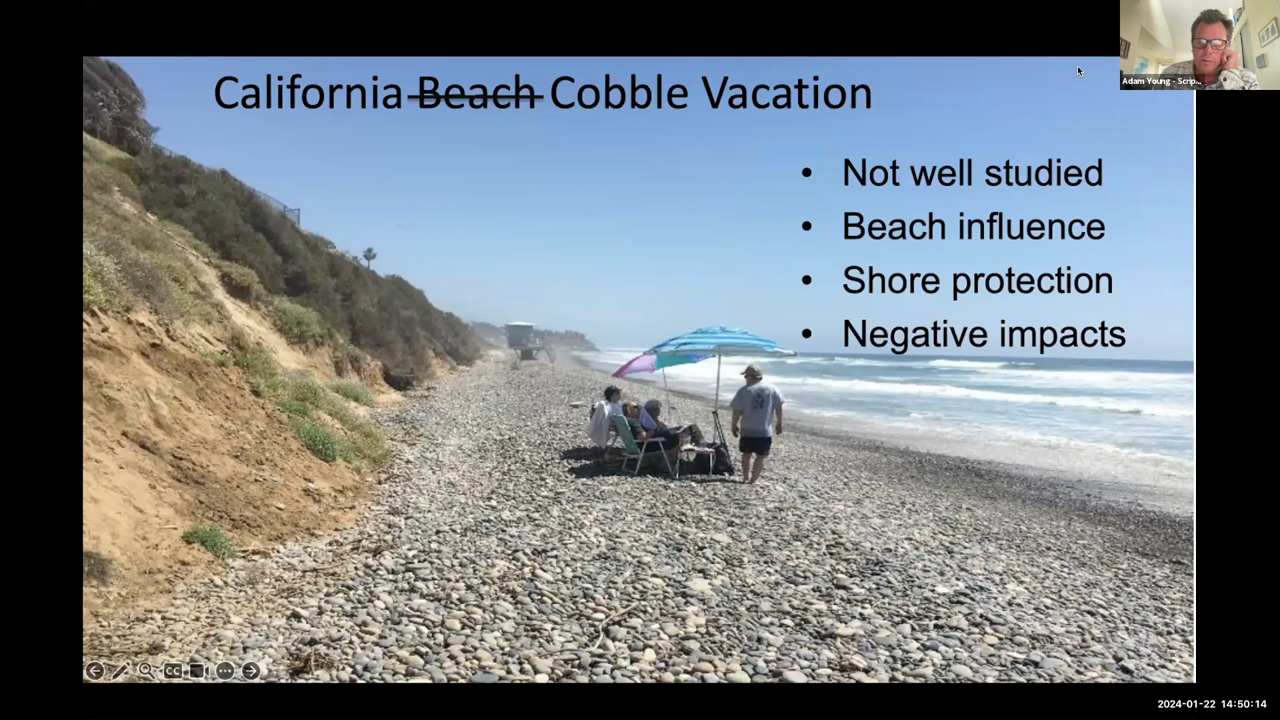 California Beach Cobble Vacation
Adam Young - Scrip...
• Not well studied
• Beach influence
• Shore protection
• Negative impacts
CC
2024-01-22 14:50:14